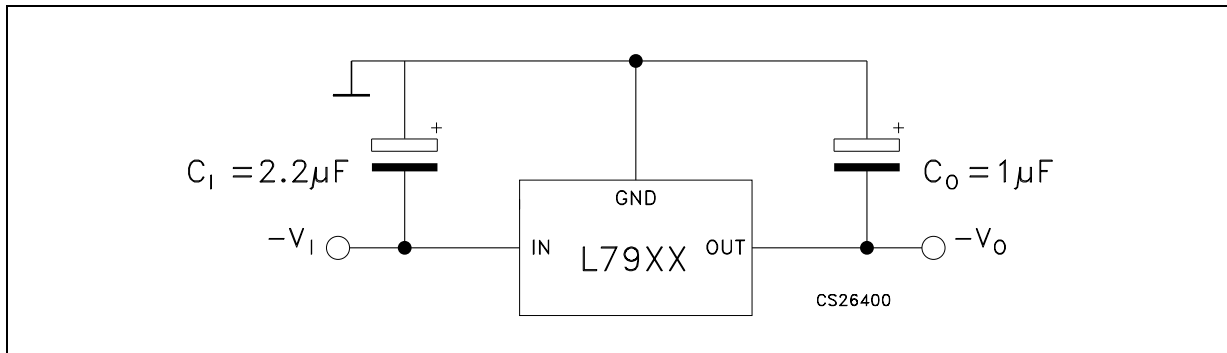 +
+
C_I = 2.2µF
C_O = 1µF
GND
-V_I
IN
L79XX
OUT
-V_O
CS26400